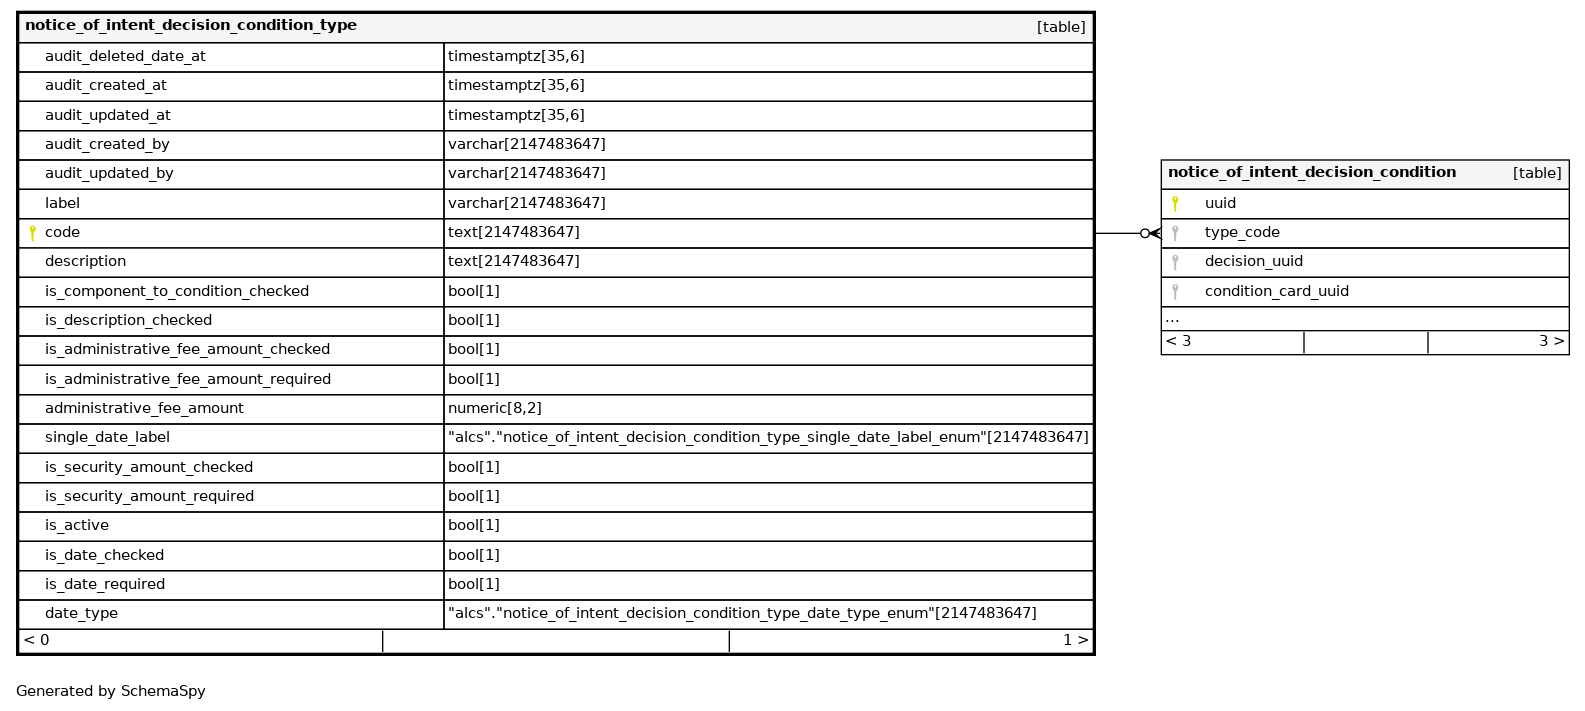 notice_of_intent_decision_condition_type [table]
audit_deleted_date_at timestamptz[35,6]
audit_created_at timestamptz[35,6]
audit_updated_at timestamptz[35,6]
audit_created_by varchar[2147483647]
audit_updated_by varchar[2147483647]
label varchar[2147483647]
code text[2147483647]
description text[2147483647]
is_component_to_condition_checked bool[1]
is_description_checked bool[1]
is_administrative_fee_amount_checked bool[1]
is_administrative_fee_amount_required bool[1]
administrative_fee_amount numeric[8,2]
single_date_label "alcs"."notice_of_intent_decision_condition_type_single_date_label_enum"[2147483647]
is_security_amount_checked bool[1]
is_security_amount_required bool[1]
is_active bool[1]
is_date_checked bool[1]
is_date_required bool[1]
date_type "alcs"."notice_of_intent_decision_condition_type_date_type_enum"[2147483647]
< 0 1 >
notice_of_intent_decision_condition [table]
uuid
type_code
decision_uuid
condition_card_uuid
...
< 3 3 >
Generated by SchemaSpy